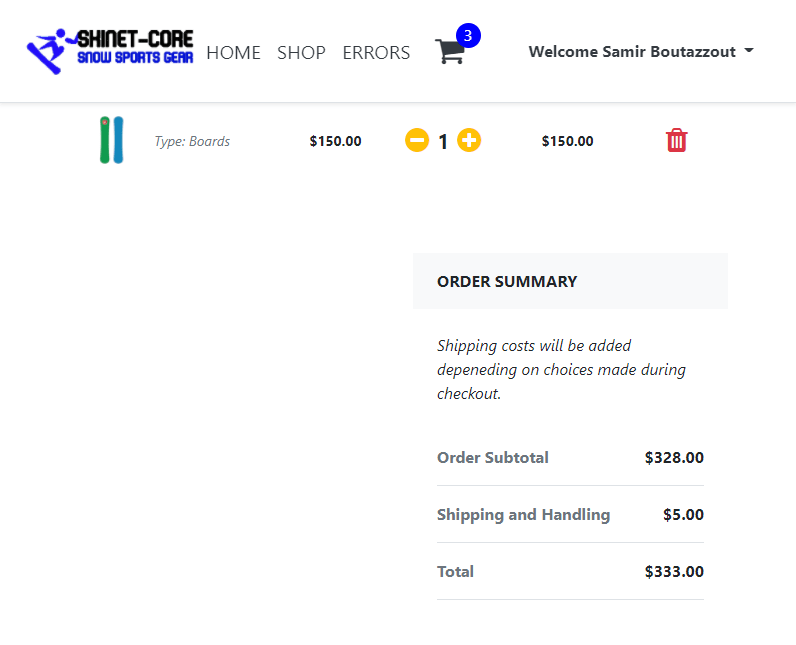 SHINET-CORE
SNOW SPORTS GEAR
HOME SHOP ERRORS 3 Welcome Samir Boutazzout
Type: Boards $150.00 1 $150.00
ORDER SUMMARY
Shipping costs will be added
depeneding on choices made during
checkout.
Order Subtotal $328.00
Shipping and Handling $5.00
Total $333.00